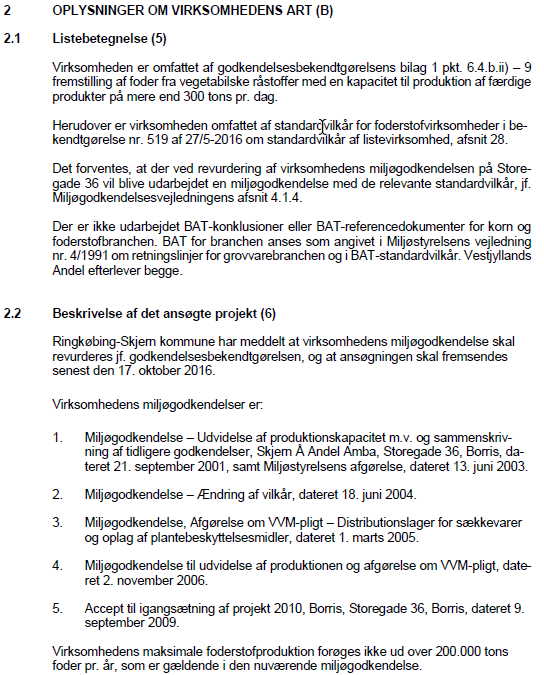 2 OPLYSNINGER OM VIRKSOMHEDENS ART (B)
2.1 Listebetegnelse (5)
Virksomheden er omfattet af godkendelsesbekendtgørelsens bilag 1 pkt. 6.4.b.ii) – 9
fremstilling af foder fra vegetabilske råstoffer med en kapacitet til produktion af færdige
produkter på mere end 300 tons pr. dag.
Herudover er virksomheden omfattet af standardvilkår for foderstofvirksomheder i be-
kendtgørelse nr. 519 af 27/5-2016 om standardvilkår af listevirksomhed, afsnit 28.
Det forventes, at der ved revurdering af virksomhedens miljøgodkendelsen på Store-
gade 36 vil blive udarbejdet en miljøgodkendelse med de relevante standardvilkår, jf.
Miljøgodkendelsesvejledningens afsnit 4.1.4.
Der er ikke udarbejdet BAT-konklusioner eller BAT-referencedokumenter for korn og
foderstofbranchen. BAT for branchen anses som angivet i Miljøstyrelsens vejledning
nr. 4/1991 om retningslinjer for grovvarebranchen og i BAT-standardvilkår. Vestjyllands
Andel efterlever begge.
2.2 Beskrivelse af det ansøgte projekt (6)
Ringkøbing-Skjern kommune har meddelt at virksomhedens miljøgodkendelse skal
revurderes jf. godkendelsesbekendtgørelsen, og at ansøgningen skal fremsendes
senest den 17. oktober 2016.
Virksomhedens miljøgodkendelser er:
1. Miljøgodkendelse – Udvidelse af produktionskapacitet m.v. og sammenskriv-
ning af tidligere godkendelser, Skjern Å Andel Amba, Storegade 36, Borris, da-
teret 21. september 2001, samt Miljøstyrelsens afgørelse, dateret 13. juni 2003.
2. Miljøgodkendelse – Ændring af vilkår, dateret 18. juni 2004.
3. Miljøgodkendelse, Afgørelse om VVM-pligt – Distributionslager for sækkevarer
og oplag af plantebeskyttelsesmidler, dateret 1. marts 2005.
4. Miljøgodkendelse til udvidelse af produktionen og afgørelse om VVM-pligt, date-
ret 2. november 2006.
5. Accept til igangsætning af projekt 2010, Borris, Storegade 36, Borris, dateret 9.
september 2009.
Virksomhedens maksimale foderstofproduktion forøges ikke ud over 200.000 tons
foder pr. år, som er gældende i den nuværende miljøgodkendelse.